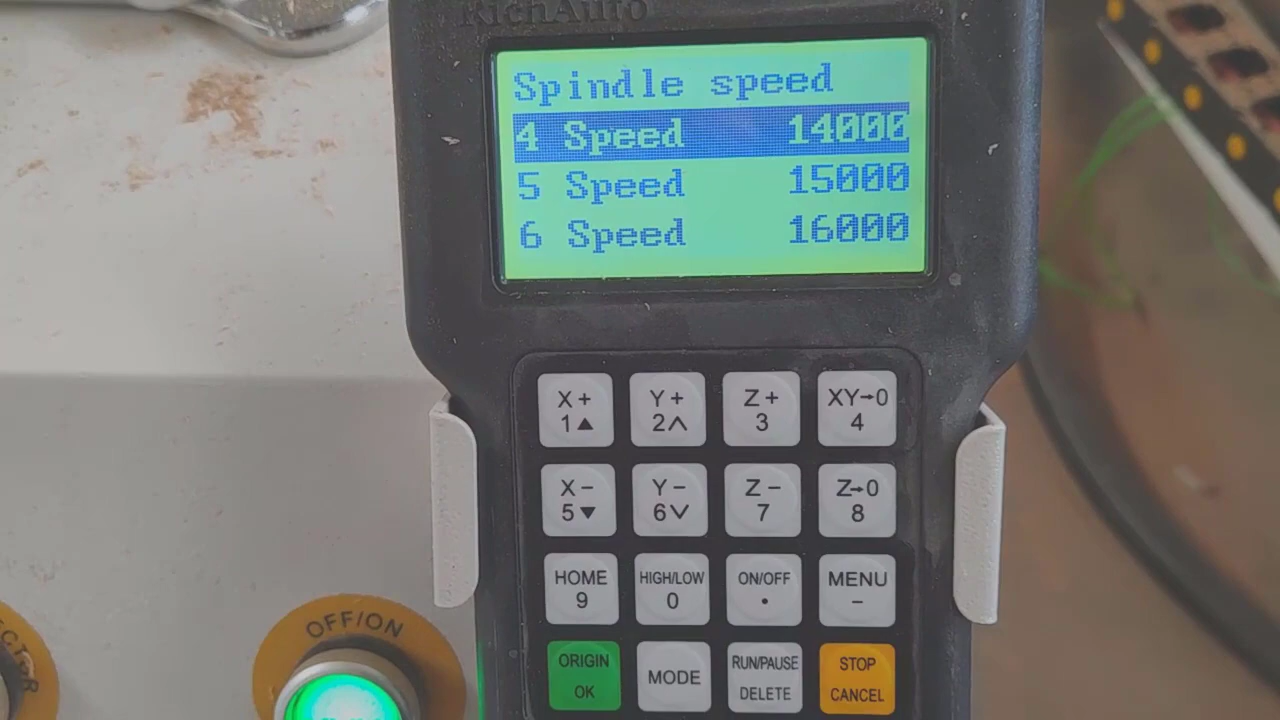 RichAuto
Spindle speed
4 Speed 14000
5 Speed 15000
6 Speed 16000
X+ Y+ Z+ XY→0
1▲ 2∧ 3 4
X− Y− Z− Z→0
5▼ 6∨ 7 8
HOME HIGH/LOW ON/OFF MENU
9 0 • −
ORIGIN MODE RUN/PAUSE STOP
OK DELETE CANCEL
OFF/ON